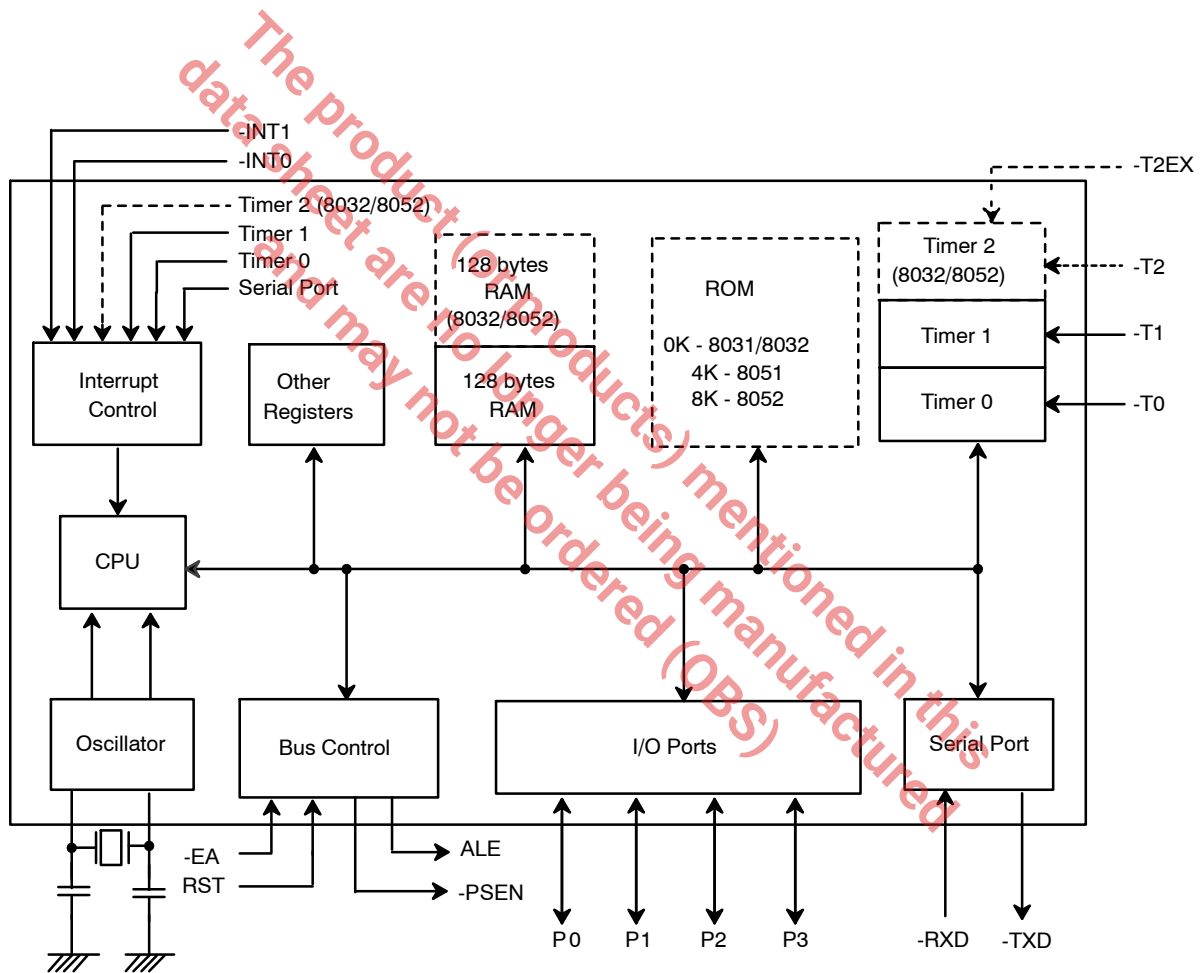 The product (or products) mentioned in this
data sheet are no longer being manufactured
and may not be ordered (OBS)
-INT1
-INT0
Timer 2 (8032/8052)
Timer 1
Timer 0
Serial Port
-T2EX
-T2
-T1
-T0
Interrupt
Control
Other
Registers
128 bytes
RAM
(8032/8052)
128 bytes
RAM
ROM
0K - 8031/8032
4K - 8051
8K - 8052
Timer 2
(8032/8052)
Timer 1
Timer 0
CPU
Oscillator
Bus Control
I/O Ports
Serial Port
-EA
RST
ALE
-PSEN
P0
P1
P2
P3
-RXD
-TXD